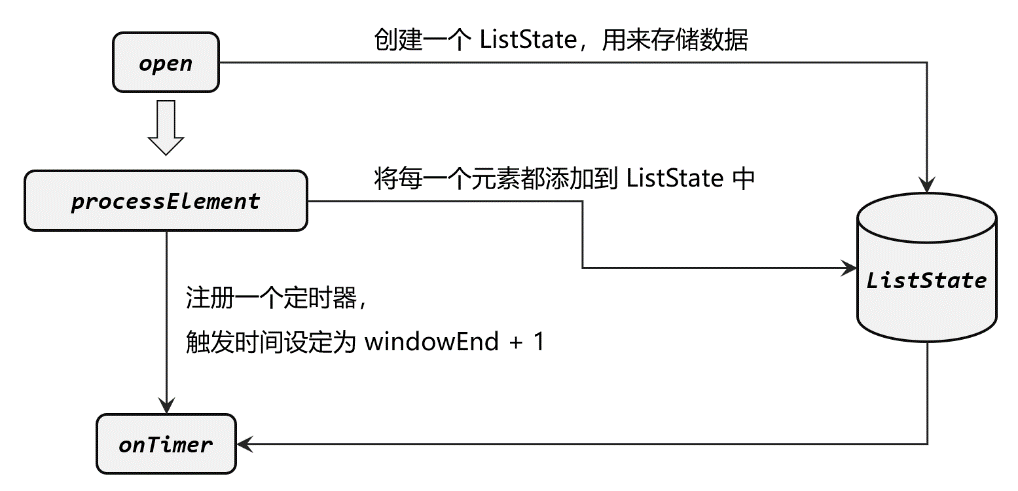 创建一个 ListState，用来存储数据
open
将每一个元素都添加到 ListState 中
processElement
ListState
注册一个定时器，
触发时间设定为 windowEnd + 1
onTimer